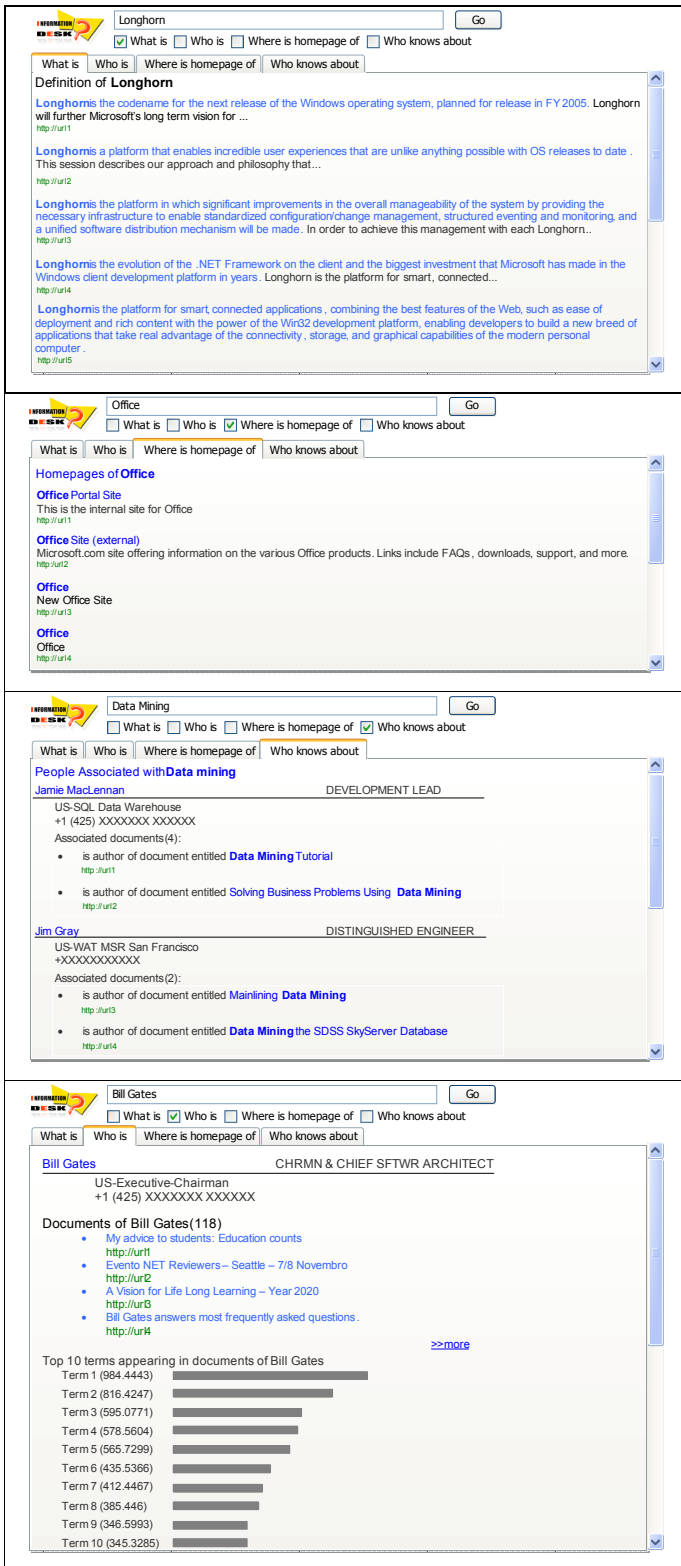 INFORMATION
DESK
Longhorn
Go
What is Who is Where is homepage of Who knows about
What is Who is Where is homepage of Who knows about
Definition of Longhorn
Longhornis the codename for the next release of the Windows operating system, planned for release in FY 2005. Longhorn
will further Microsoft's long term vision for ...
http://url1
Longhornis a platform that enables incredible user experiences that are unlike anything possible with OS releases to date .
This session describes our approach and philosophy that...
http://url2
Longhornis the platform in which significant improvements in the overall manageability of the system by providing the
necessary infrastructure to enable standardized configuration/change management, structured eventing and monitoring, and
a unified software distribution mechanism will be made. In order to achieve this management with each Longhorn...
http://url3
Longhornis the evolution of the .NET Framework on the client and the biggest investment that Microsoft has made in the
Windows client development platform in years. Longhorn is the platform for smart, connected...
http://url4
Longhornis the platform for smart, connected applications , combining the best features of the Web, such as ease of
deployment and rich content with the power of the Win32 development platform, enabling developers to build a new breed of
applications that take real advantage of the connectivity , storage, and graphical capabilities of the modern personal
computer .
http://url5
INFORMATION
DESK
Office
Go
What is Who is Where is homepage of Who knows about
What is Who is Where is homepage of Who knows about
Homepages of Office
Office Portal Site
This is the internal site for Office
http://url1
Office Site (external)
Microsoft.com site offering information on the various Office products. Links include FAQs , downloads, support, and more.
http:/url2
Office
New Office Site
http://url3
Office
Office
http://url4
INFORMATION
DESK
Data Mining
Go
What is Who is Where is homepage of Who knows about
What is Who is Where is homepage of Who knows about
People Associated withData mining
Jamie MacLennan DEVELOPMENT LEAD
US-SQL Data Warehouse
+1 (425) XXXXXXX XXXXXX
Associated documents(4):
• is author of document entitled Data Mining Tutorial
http://url1
• is author of document entitled Solving Business Problems Using Data Mining
http://url2
Jim Gray DISTINGUISHED ENGINEER
US-WAT MSR San Francisco
+XXXXXXXXXXX
Associated documents(2):
• is author of document entitled Mainlining Data Mining
http://url3
• is author of document entitled Data Mining the SDSS SkyServer Database
http://url4
INFORMATION
DESK
Bill Gates
Go
What is Who is Where is homepage of Who knows about
What is Who is Where is homepage of Who knows about
Bill Gates CHRMN & CHIEF SFTWR ARCHITECT
US-Executive-Chairman
+1 (425) XXXXXXX XXXXXX
Documents of Bill Gates(118)
• My advice to students: Education counts
http://url1
• Evento NET Reviewers – Seattle – 7/8 Novembro
http://url2
• A Vision for Life Long Learning – Year 2020
http://url3
• Bill Gates answers most frequently asked questions.
http://url4
>>more
Top 10 terms appearing in documents of Bill Gates
Term 1 (984.4443)
Term 2 (816.4247)
Term 3 (595.0771)
Term 4 (578.5604)
Term 5 (565.7299)
Term 6 (435.5366)
Term 7 (412.4467)
Term 8 (385.446)
Term 9 (346.5993)
Term 10 (345.3285)